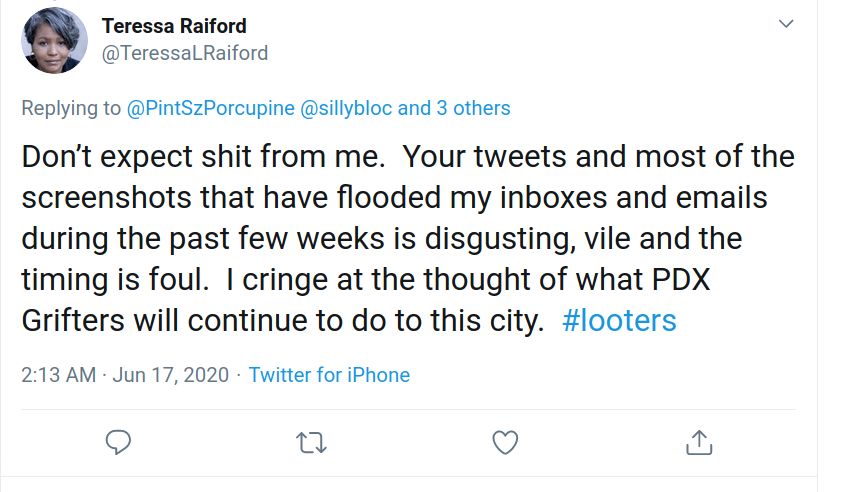 Teressa Raiford
@TeressaLRaiford
Replying to @PintSzPorcupine @sillybloc and 3 others
Don’t expect shit from me.  Your tweets and most of the
screenshots that have flooded my inboxes and emails
during the past few weeks is disgusting, vile and the
timing is foul.  I cringe at the thought of what PDX
Grifters will continue to do to this city.  #looters
2:13 AM · Jun 17, 2020 · Twitter for iPhone